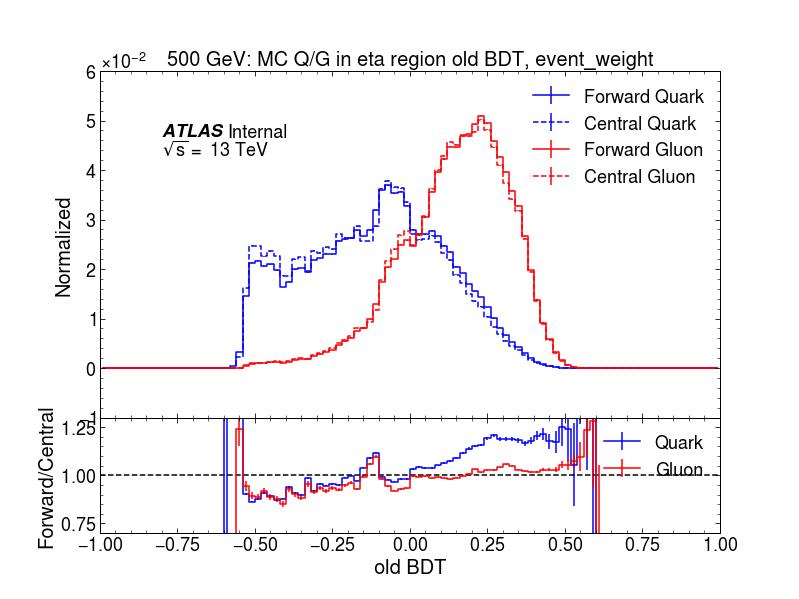 ×10⁻² 500 GeV: MC Q/G in eta region old BDT, event_weight
6
5
4
3
2
1
0
−1
Normalized
ATLAS Internal
√s = 13 TeV
Forward Quark
Central Quark
Forward Gluon
Central Gluon
1.25
1.00
0.75
Forward/Central
Quark
Gluon
−1.00 −0.75 −0.50 −0.25 0.00 0.25 0.50 0.75 1.00
old BDT